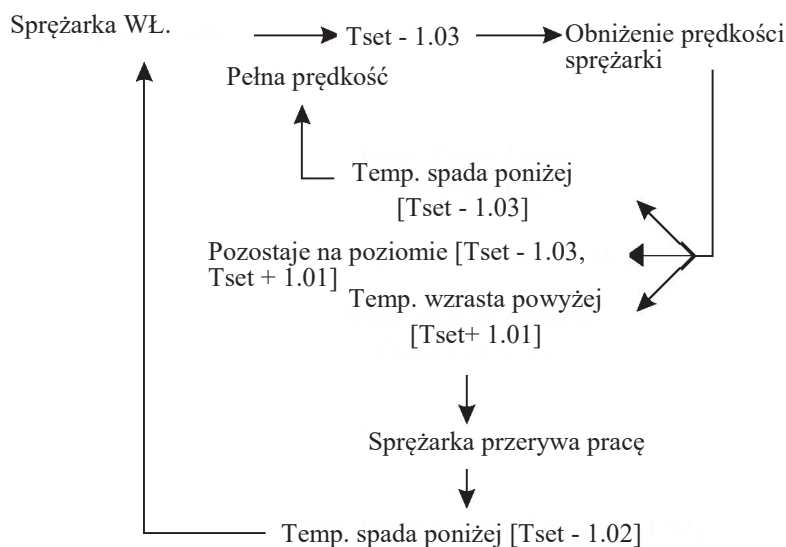 Sprężarka WŁ.
Tset - 1.03
Obniżenie prędkości
sprężarki
Pełna prędkość
Temp. spada poniżej
[Tset - 1.03]
Pozostaje na poziomie [Tset - 1.03,
Tset + 1.01]
Temp. wzrasta powyżej
[Tset+ 1.01]
Sprężarka przerywa pracę
Temp. spada poniżej [Tset - 1.02]